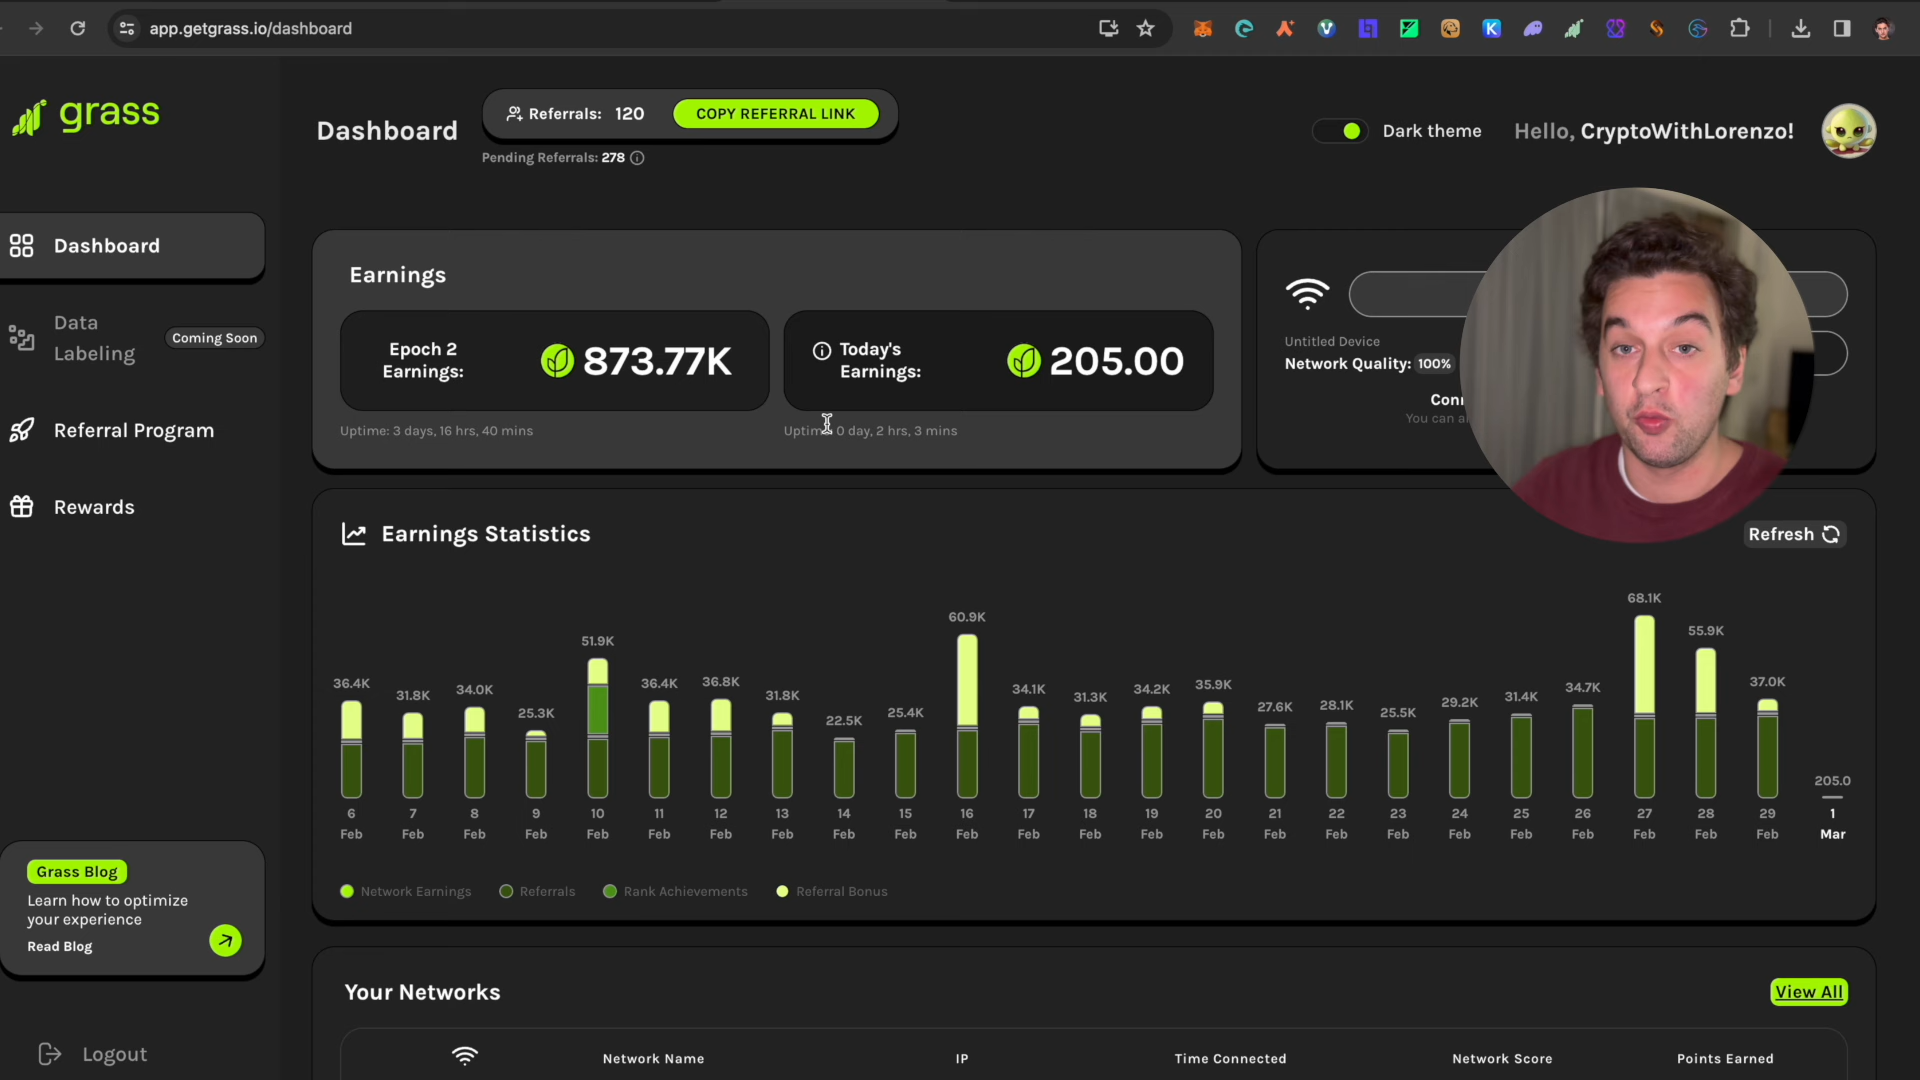 app.getgrass.io/dashboard
grass
Dashboard
Referrals: 120
COPY REFERRAL LINK
Pending Referrals: 278
Dark theme
Hello, CryptoWithLorenzo!
Dashboard
Data
Labeling
Coming Soon
Referral Program
Rewards
Earnings
Epoch 2
Earnings:
873.77K
Today's
Earnings:
205.00
Uptime: 3 days, 16 hrs, 40 mins
0 day, 2 hrs, 3 mins
Untitled Device
Network Quality: 100%
You can
Earnings Statistics
Refresh
36.4K 31.8K 34.0K 25.3K 51.9K 36.4K 36.8K 31.8K 22.5K 25.4K 60.9K 34.1K 31.3K 34.2K 35.9K 27.6K 28.1K 25.5K 29.2K 31.4K 34.7K 68.1K 55.9K 37.0K 205.0
6 7 8 9 10 11 12 13 14 15 16 17 18 19 20 21 22 23 24 25 26 27 28 29 1
Feb Feb Feb Feb Feb Feb Feb Feb Feb Feb Feb Feb Feb Feb Feb Feb Feb Feb Feb Feb Feb Feb Feb Feb Mar
Network Earnings Referrals Rank Achievements Referral Bonus
Grass Blog
Learn how to optimize
your experience
Read Blog
Logout
Your Networks
View All
Network Name IP Time Connected Network Score Points Earned